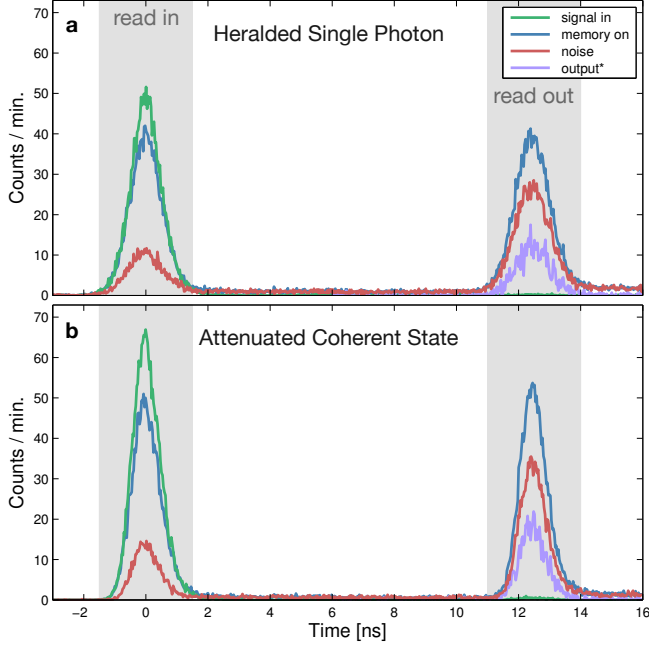 a
read in
Heralded Single Photon
signal in
memory on
noise
output*
read out
Counts / min.
70
60
50
40
30
20
10
0
b
Attenuated Coherent State
Counts / min.
70
60
50
40
30
20
10
0
−2 0 2 4 6 8 10 12 14 16
Time [ns]